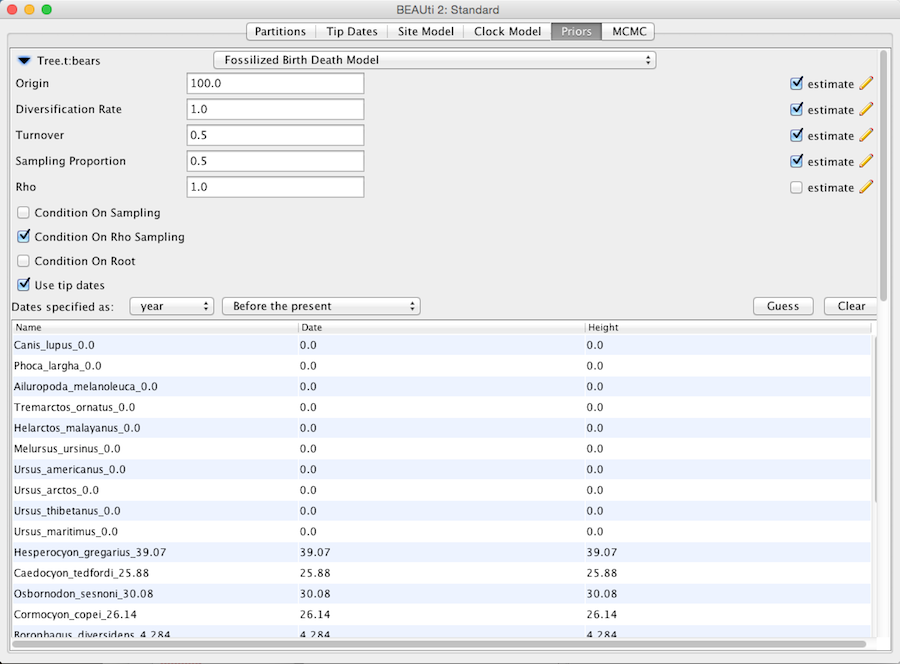 BEAUti 2: Standard
Partitions Tip Dates Site Model Clock Model Priors MCMC
Tree.t:bears Fossilized Birth Death Model
Origin 100.0 estimate
Diversification Rate 1.0 estimate
Turnover 0.5 estimate
Sampling Proportion 0.5 estimate
Rho 1.0 estimate
Condition On Sampling
Condition On Rho Sampling
Condition On Root
Use tip dates
Dates specified as: year Before the present Guess Clear
Name Date Height
Canis_lupus_0.0 0.0 0.0
Phoca_largha_0.0 0.0 0.0
Ailuropoda_melanoleuca_0.0 0.0 0.0
Tremarctos_ornatus_0.0 0.0 0.0
Helarctos_malayanus_0.0 0.0 0.0
Melursus_ursinus_0.0 0.0 0.0
Ursus_americanus_0.0 0.0 0.0
Ursus_arctos_0.0 0.0 0.0
Ursus_thibetanus_0.0 0.0 0.0
Ursus_maritimus_0.0 0.0 0.0
Hesperocyon_gregarius_39.07 39.07 39.07
Caedocyon_tedfordi_25.88 25.88 25.88
Osbornodon_sesnoni_30.08 30.08 30.08
Cormocyon_copei_26.14 26.14 26.14
Borophagus_diversidens_4.284 4.284 4.284